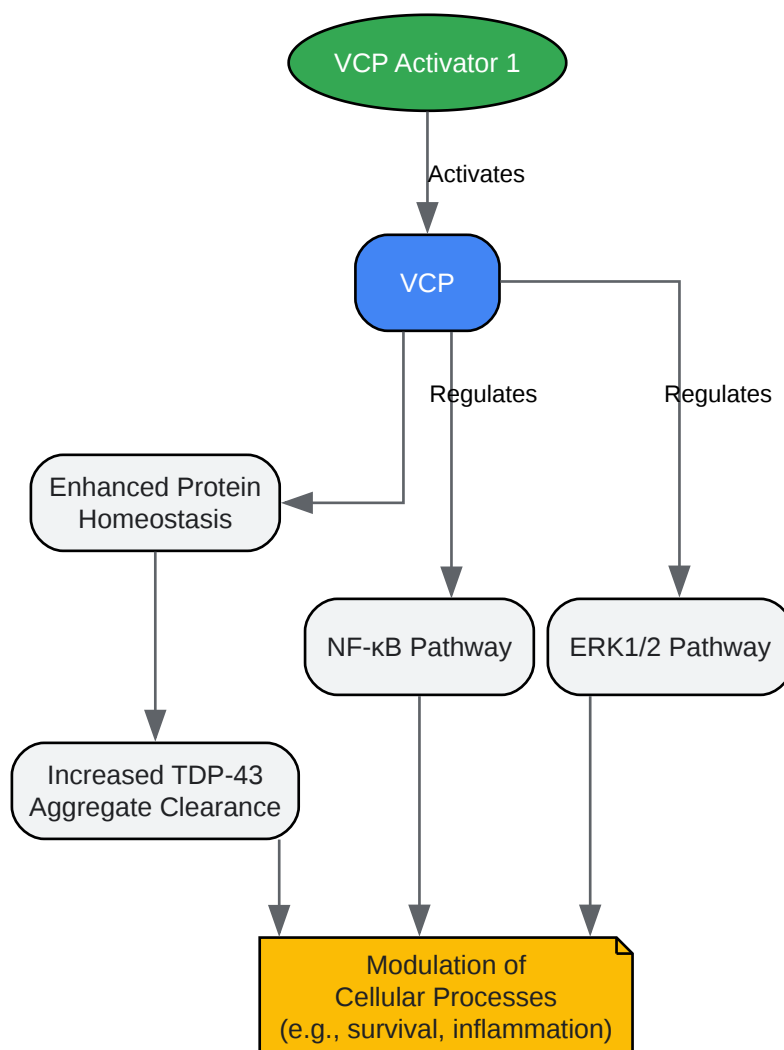 VCP Activator 1
Activates
VCP
Regulates
Regulates
Enhanced Protein
Homeostasis
NF-κB Pathway
ERK1/2 Pathway
Increased TDP-43
Aggregate Clearance
Modulation of
Cellular Processes
(e.g., survival, inflammation)